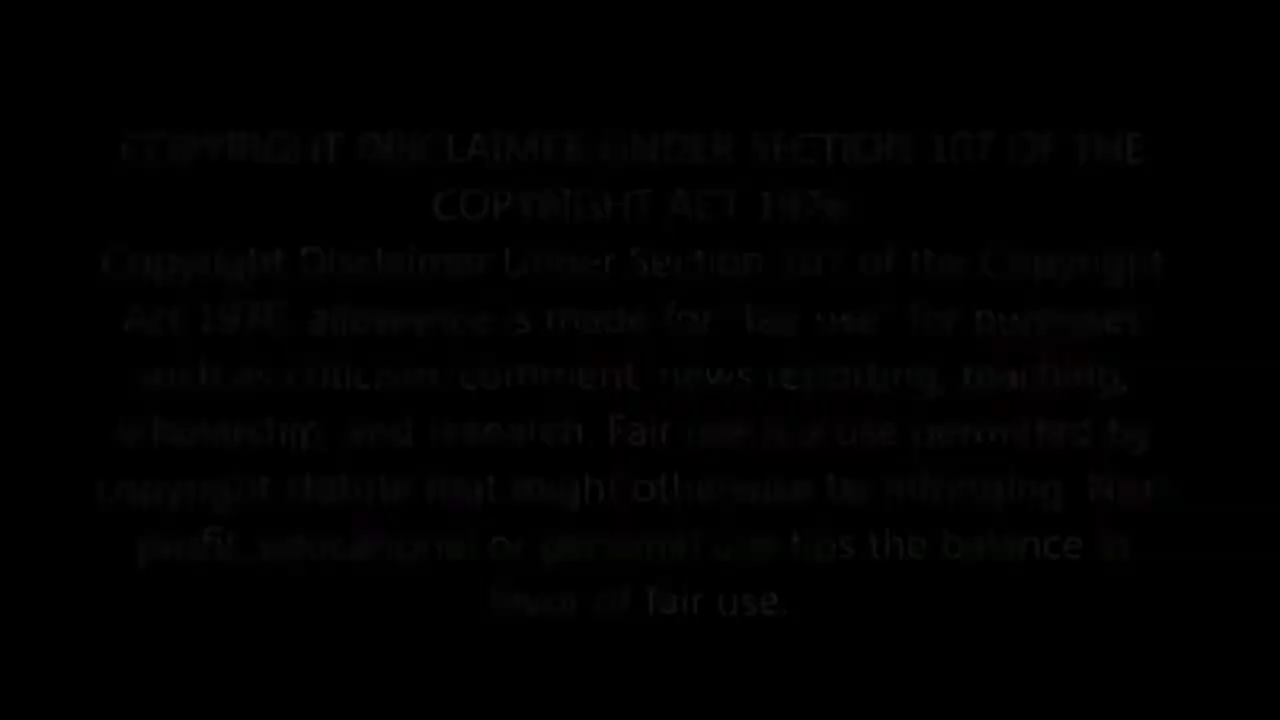 COPYRIGHT DISCLAIMER UNDER SECTION 107 OF THE
COPYRIGHT ACT 1976
Copyright Disclaimer Under Section 107 of the Copyright
Act 1976, allowance is made for "fair use" for purposes
such as criticism, comment, news reporting, teaching,
scholarship, and research. Fair use is a use permitted by
copyright statute that might otherwise be infringing. Non-
profit, educational or personal use tips the balance in
favor of fair use.